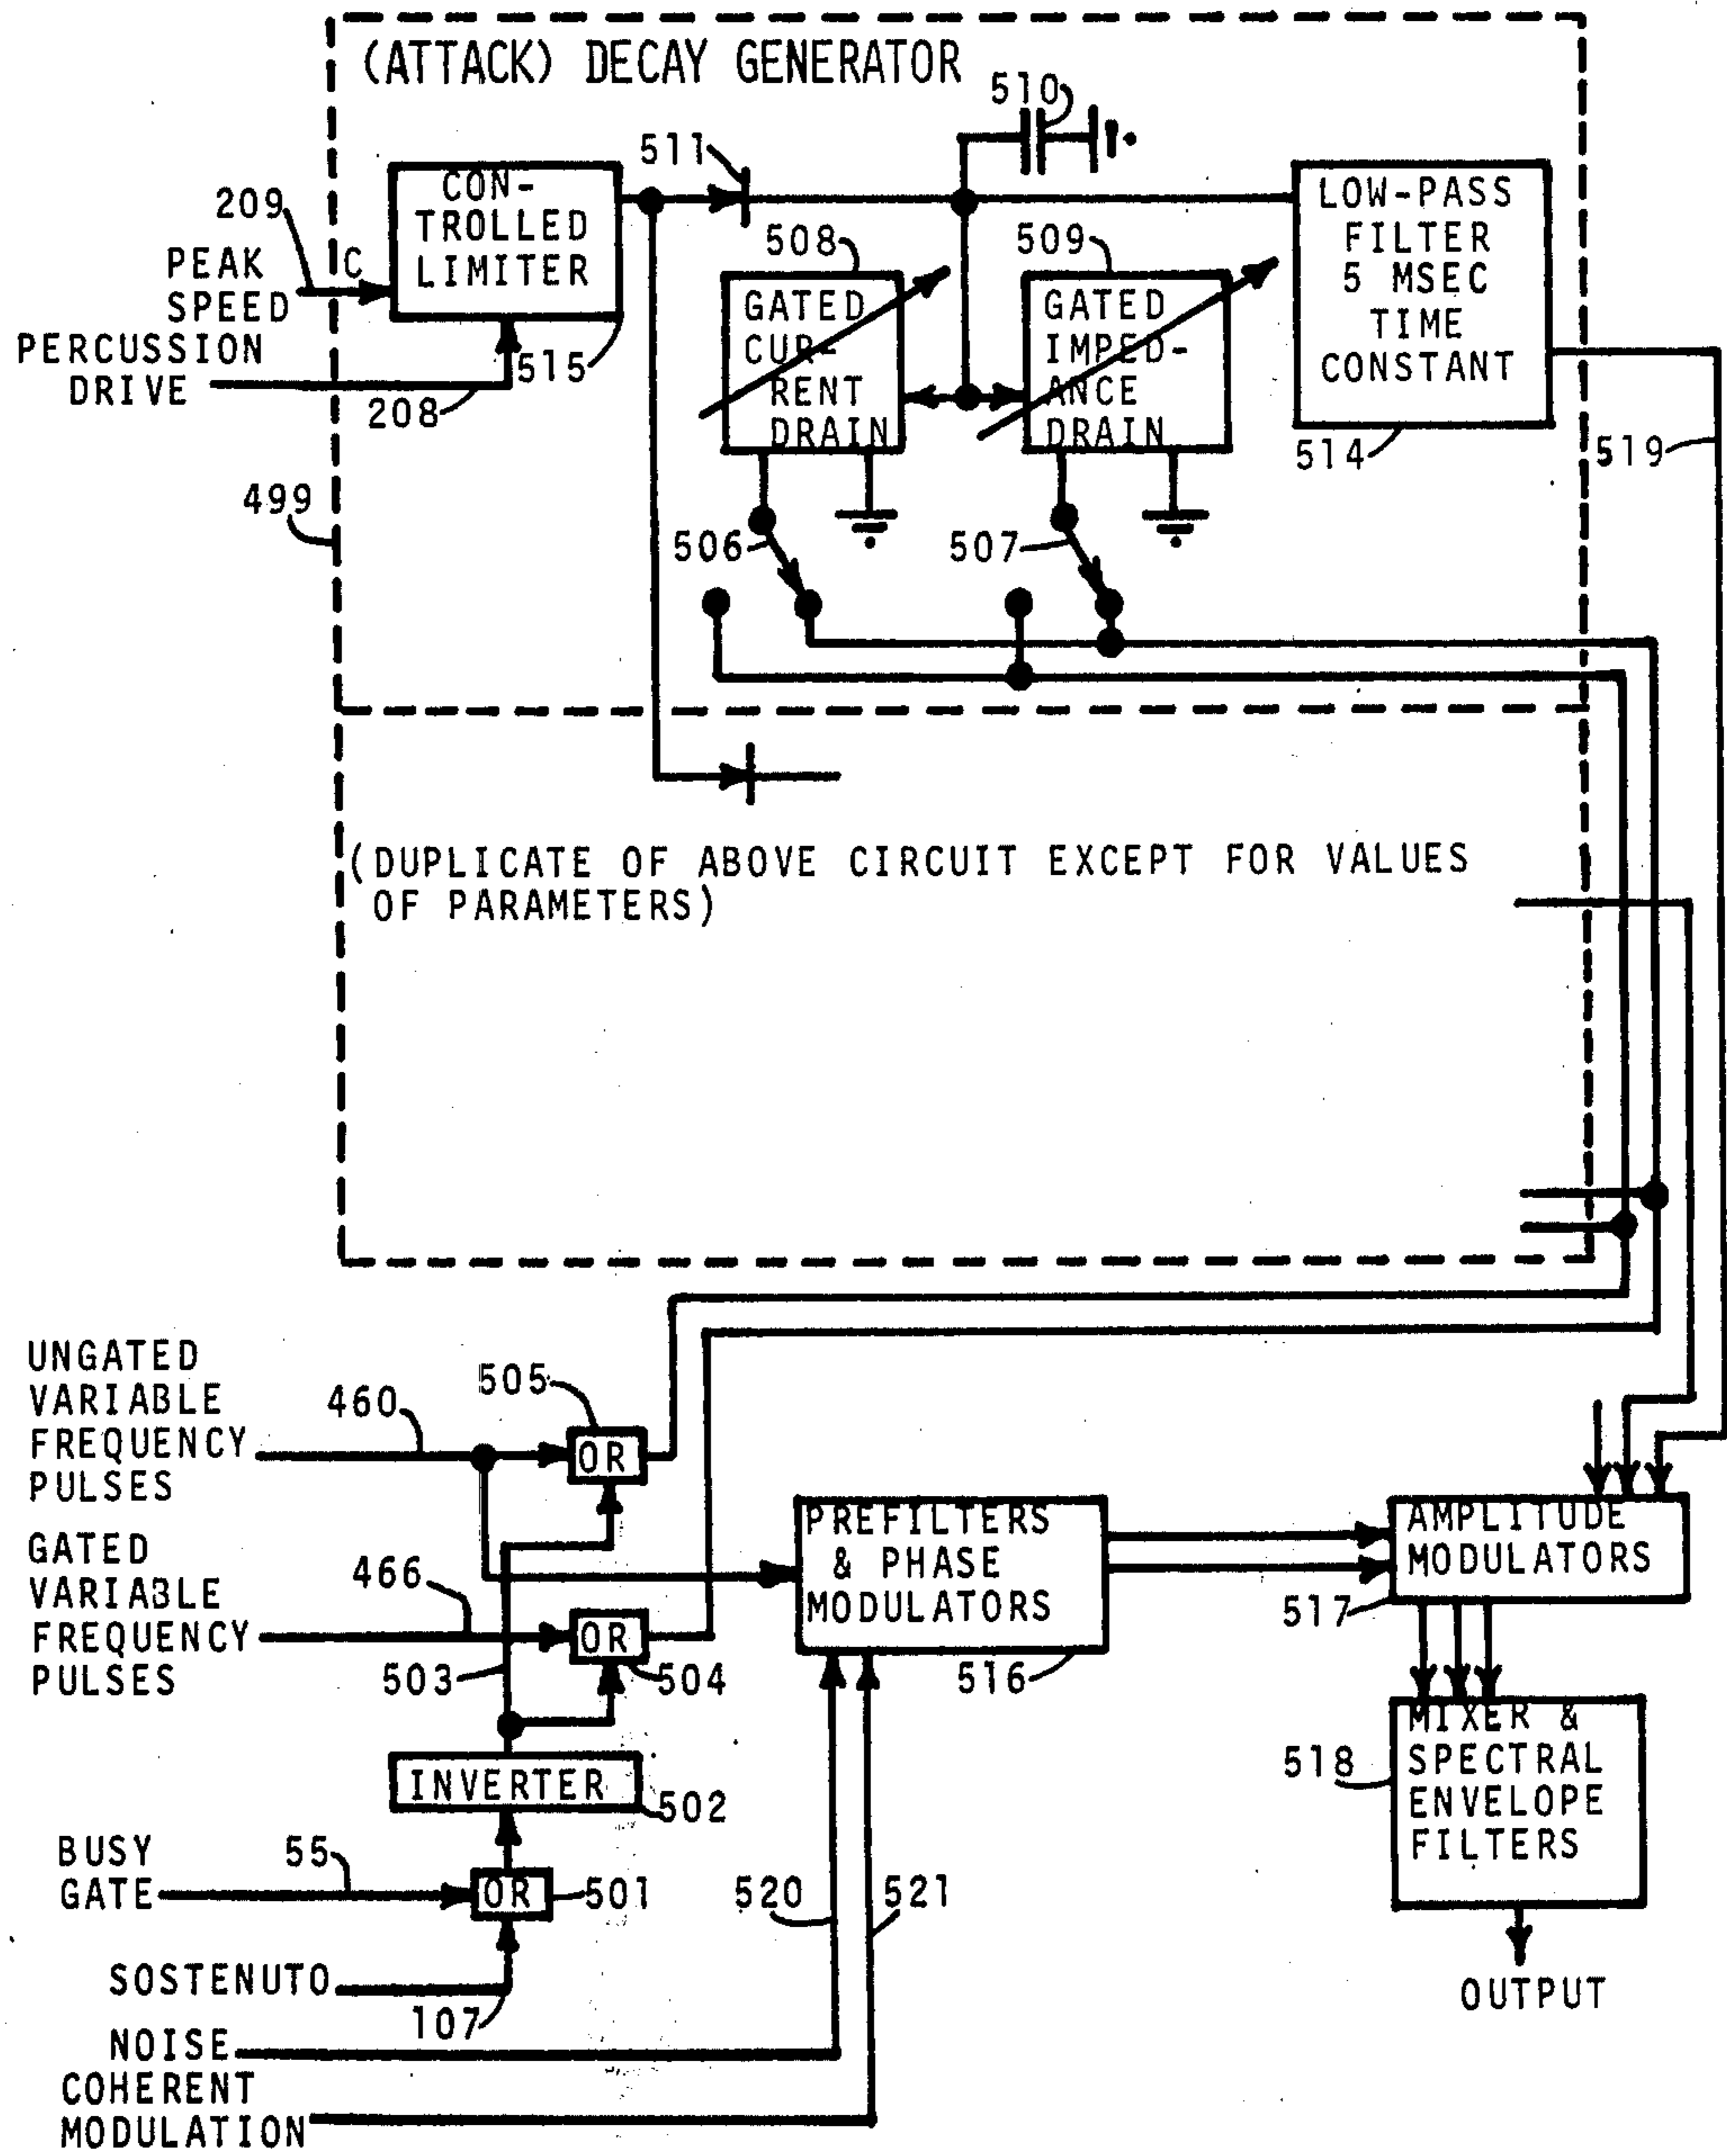 (ATTACK) DECAY GENERATOR
510
511
CON-
TROLLED
LIMITER
209
PEAK
SPEED
C
PERCUSSION
DRIVE
208
515
508
509
GATED
CUR-
RENT
DRAIN
GATED
IMPED-
ANCE
DRAIN
LOW-PASS
FILTER
5 MSEC
TIME
CONSTANT
514
519
499
506
507
(DUPLICATE OF ABOVE CIRCUIT EXCEPT FOR VALUES
OF PARAMETERS)
UNGATED
VARIABLE
FREQUENCY
PULSES
460
505
OR
GATED
VARIABLE
FREQUENCY
PULSES
466
503
OR
504
PREFILTERS
& PHASE
MODULATORS
516
AMPLITUDE
MODULATORS
517
INVERTER
502
MIXER &
SPECTRAL
ENVELOPE
FILTERS
518
BUSY
GATE
55
OR
501
520
521
SOSTENUTO
107
OUTPUT
NOISE
COHERENT
MODULATION